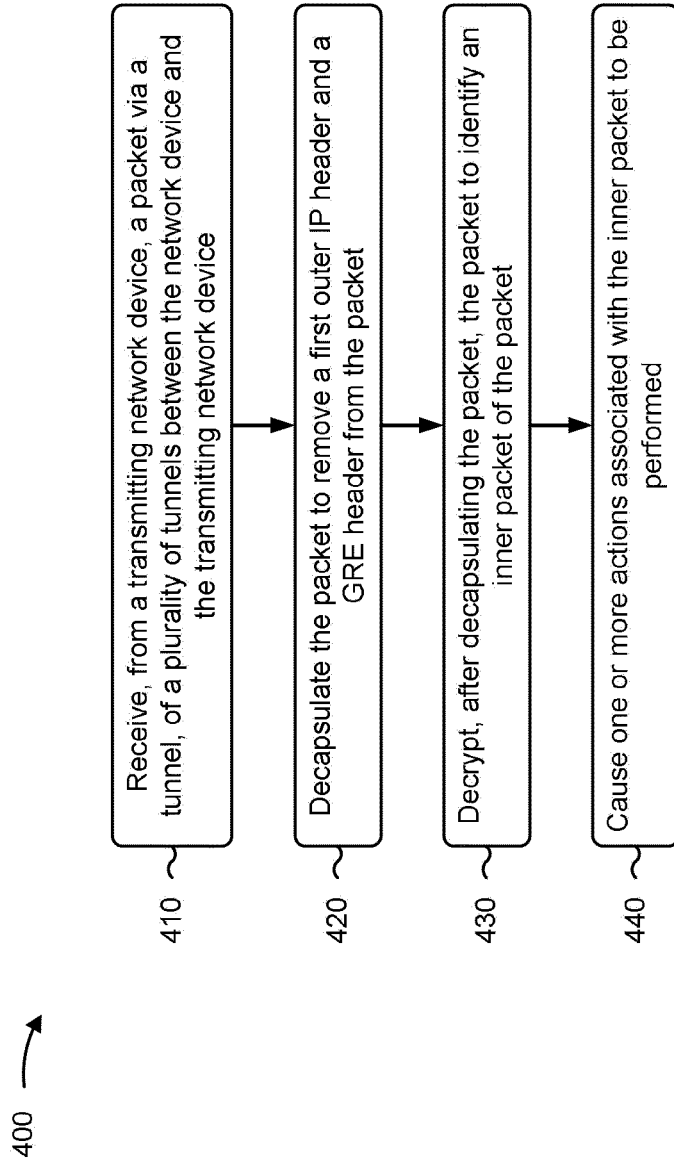 400
410
Receive, from a transmitting network device, a packet via a
tunnel, of a plurality of tunnels between the network device and
the transmitting network device
420
Decapsulate the packet to remove a first outer IP header and a
GRE header from the packet
430
Decrypt, after decapsulating the packet, the packet to identify an
inner packet of the packet
440
Cause one or more actions associated with the inner packet to be
performed